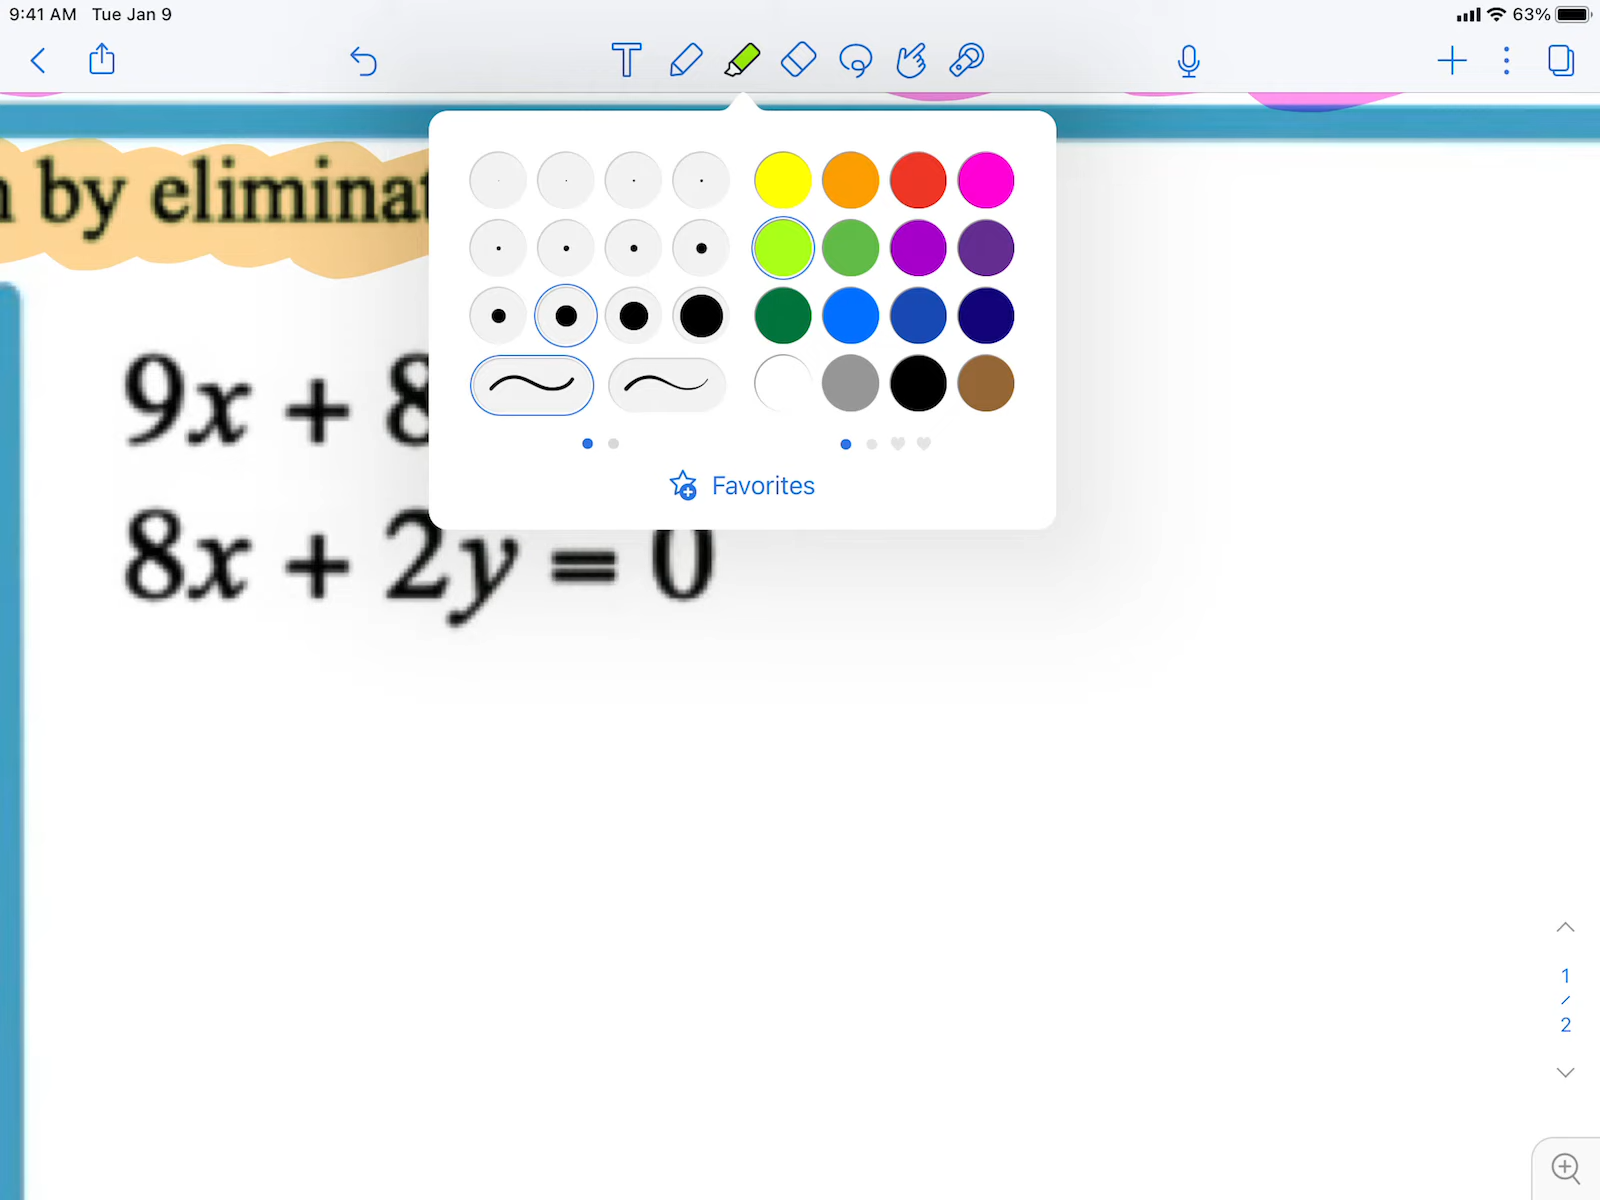 9:41 AM Tue Jan 9
63%
by eliminat
9x + 8
8x + 2y = 0
Favorites
1
/
2